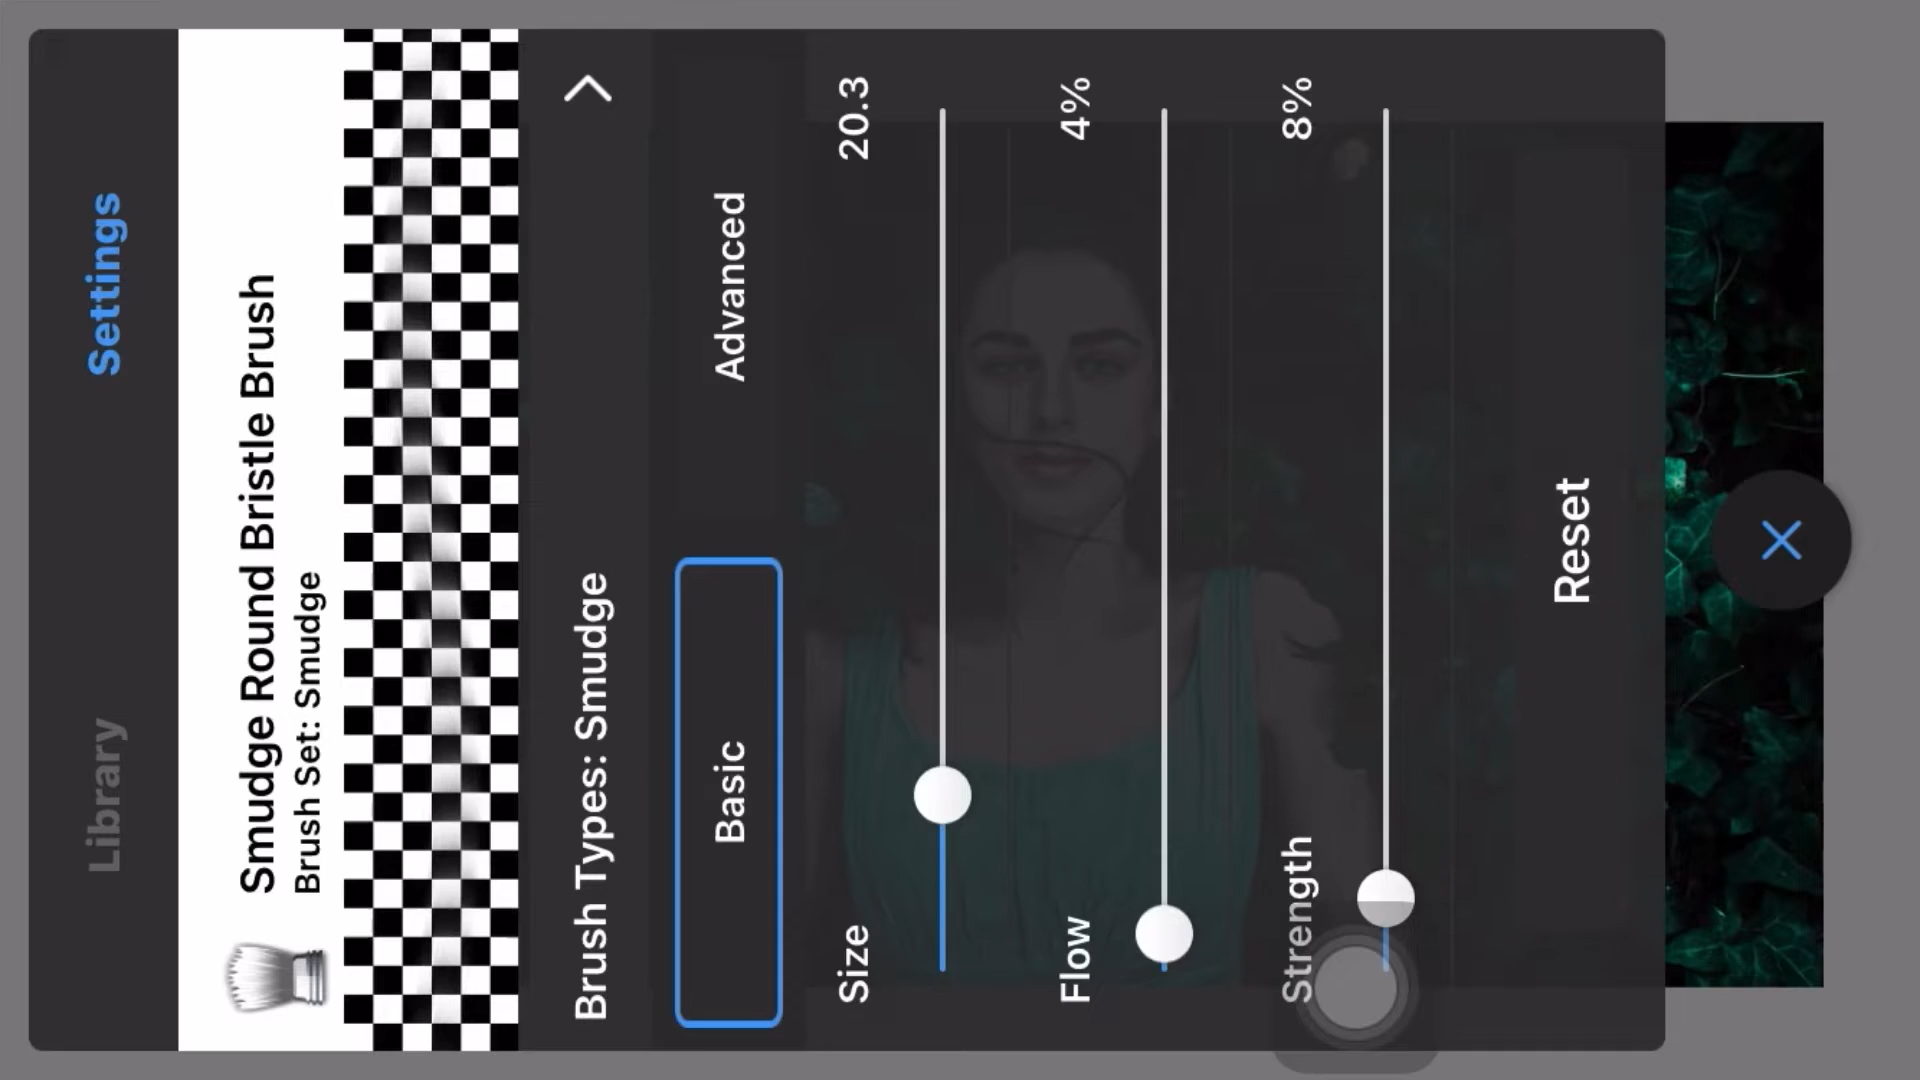 Library
Settings
Smudge Round Bristle Brush
Brush Set: Smudge
Brush Types: Smudge
Basic
Advanced
Size
20.3
Flow
4%
Strength
8%
Reset